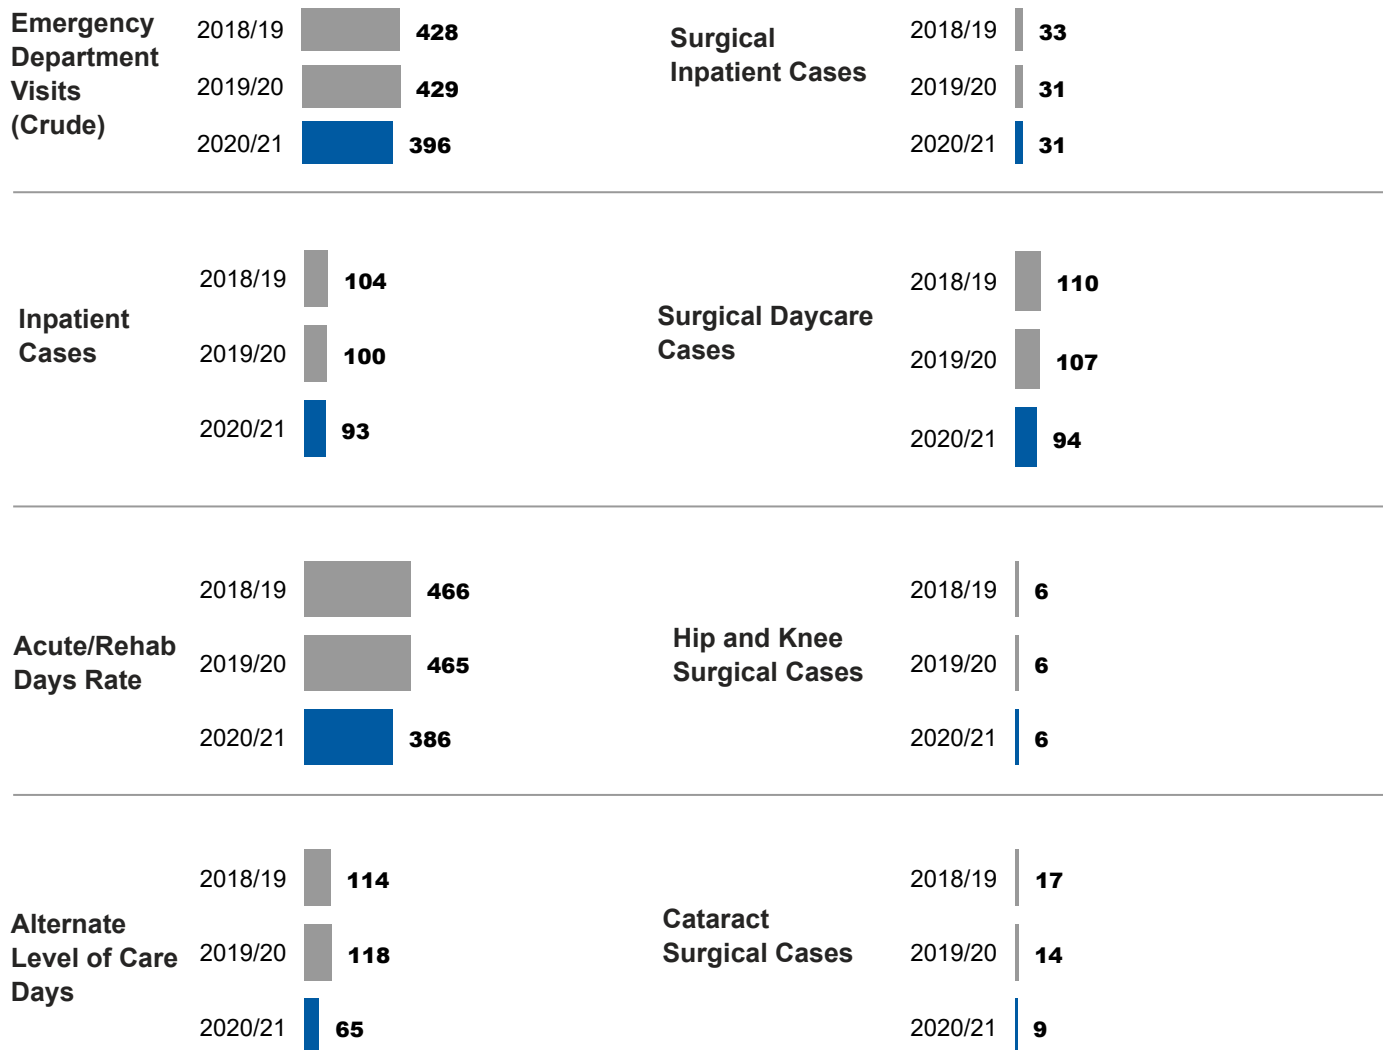 Emergency
Department
Visits
(Crude)
2018/19 428
2019/20 429
2020/21 396
Surgical
Inpatient Cases
2018/19 33
2019/20 31
2020/21 31
Inpatient
Cases
2018/19 104
2019/20 100
2020/21 93
Surgical Daycare
Cases
2018/19 110
2019/20 107
2020/21 94
Acute/Rehab
Days Rate
2018/19 466
2019/20 465
2020/21 386
Hip and Knee
Surgical Cases
2018/19 6
2019/20 6
2020/21 6
Alternate
Level of Care
Days
2018/19 114
2019/20 118
2020/21 65
Cataract
Surgical Cases
2018/19 17
2019/20 14
2020/21 9